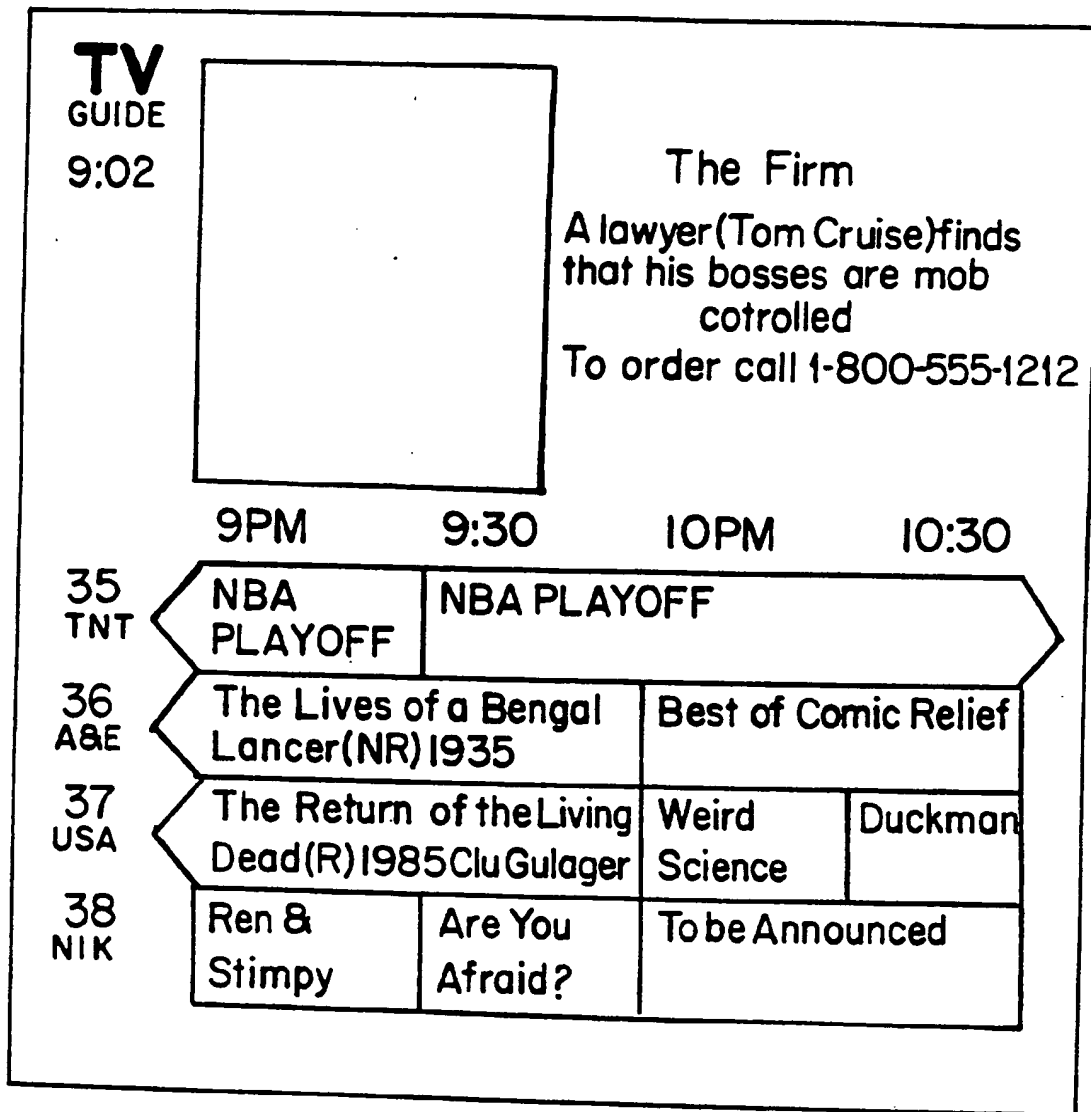 TV
GUIDE
9:02
The Firm
A lawyer(Tom Cruise)finds
that his bosses are mob
cotrolled
To order call 1-800-555-1212
9PM 9:30 10PM 10:30
35
TNT
NBA
PLAYOFF
NBA PLAYOFF
36
A&E
The Lives of a Bengal
Lancer(NR)1935
Best of Comic Relief
37
USA
The Return of the Living
Dead(R)1985 Clu Gulager
Weird
Science
Duckman
38
NIK
Ren &
Stimpy
Are You
Afraid?
To be Announced